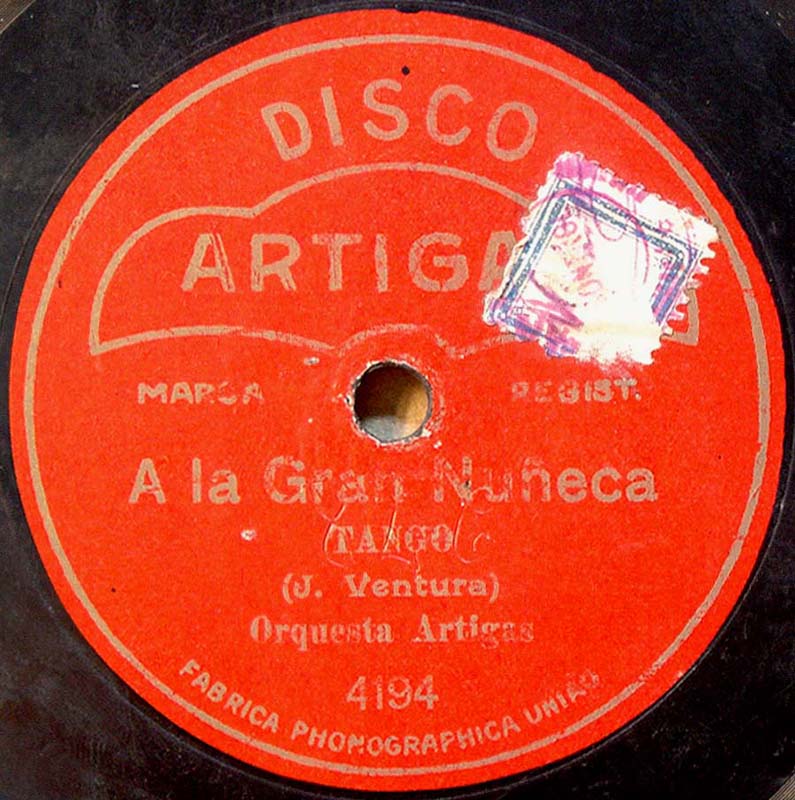 DISCO
ARTIGA
MARCA REGIST.
A la Gran Nuñeca
TANGO
(J. Ventura)
Orquesta Artigas
4194
FABRICA PHONOGRAPHICA UNIÃO